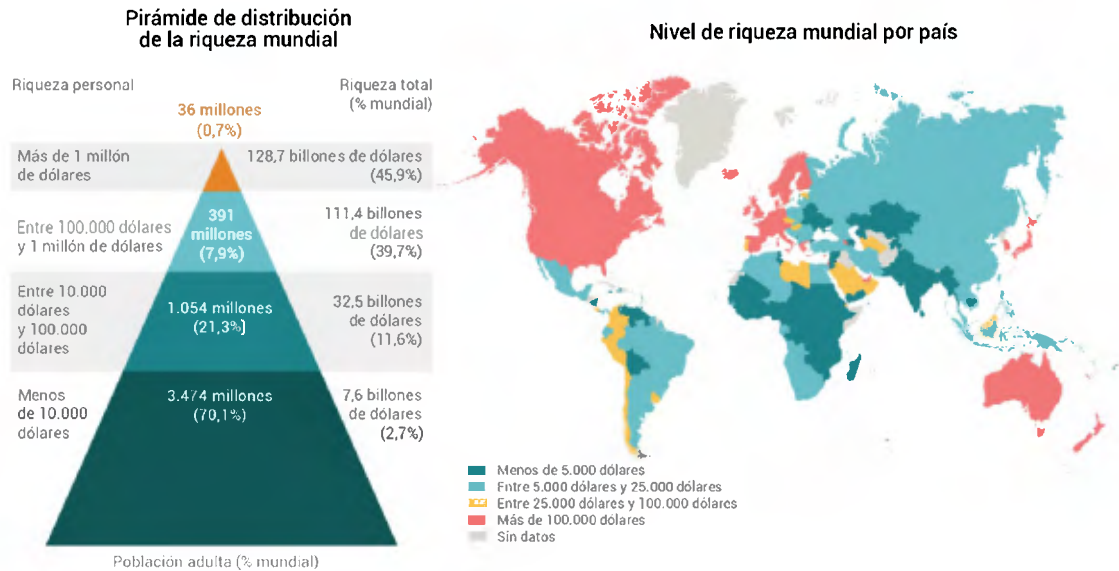 Pirámide de distribución
de la riqueza mundial
Riqueza personal
Riqueza total
(% mundial)
36 millones
(0,7%)
Más de 1 millón
de dólares
128,7 billones de dólares
(45,9%)
Entre 100.000 dólares
y 1 millón de dólares
391
millones
(7,9%)
111,4 billones
de dólares
(39,7%)
Entre 10.000
dólares
y 100.000
dólares
1.054 millones
(21,3%)
32,5 billones
de dólares
(11,6%)
Menos
de 10.000
dólares
3.474 millones
(70,1%)
7,6 billones
de dólares
(2,7%)
Población adulta (% mundial)
Nivel de riqueza mundial por país
Menos de 5.000 dólares
Entre 5.000 dólares y 25.000 dólares
Entre 25.000 dólares y 100.000 dólares
Más de 100.000 dólares
Sin datos